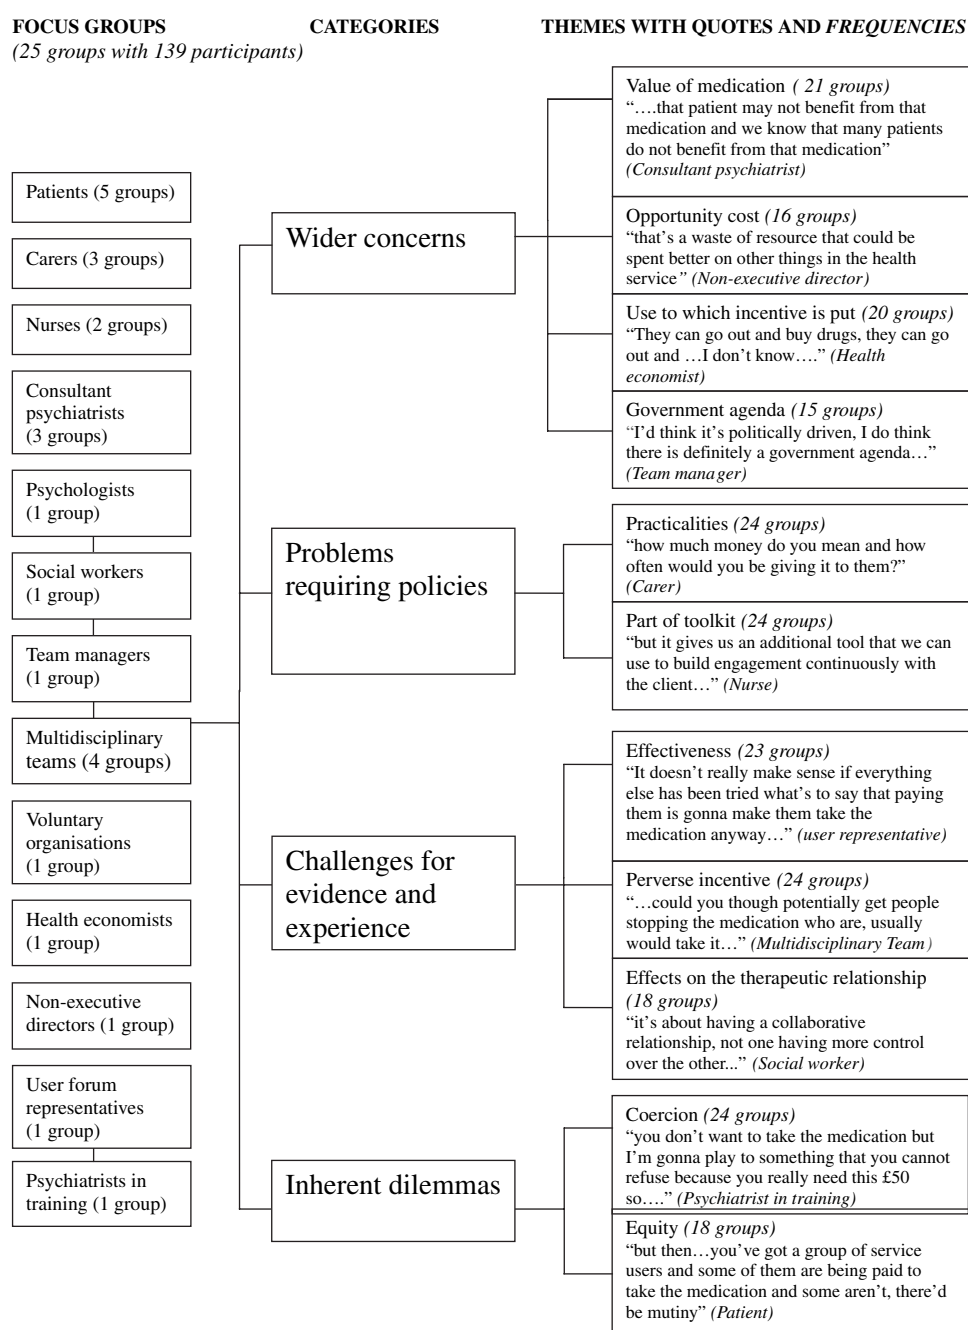 FOCUS GROUPS
(25 groups with 139 participants)
CATEGORIES
THEMES WITH QUOTES AND FREQUENCIES
Patients (5 groups)
Carers (3 groups)
Nurses (2 groups)
Consultant
psychiatrists
(3 groups)
Psychologists
(1 group)
Social workers
(1 group)
Team managers
(1 group)
Multidisciplinary
teams (4 groups)
Voluntary
organisations
(1 group)
Health economists
(1 group)
Non-executive
directors (1 group)
User forum
representatives
(1 group)
Psychiatrists in
training (1 group)
Wider concerns
Problems
requiring policies
Challenges for
evidence and
experience
Inherent dilemmas
Value of medication ( 21 groups)
“….that patient may not benefit from that
medication and we know that many patients
do not benefit from that medication”
(Consultant psychiatrist)
Opportunity cost (16 groups)
“that’s a waste of resource that could be
spent better on other things in the health
service” (Non-executive director)
Use to which incentive is put (20 groups)
“They can go out and buy drugs, they can go
out and …I don’t know….” (Health
economist)
Government agenda (15 groups)
“I’d think it’s politically driven, I do think
there is definitely a government agenda…”
(Team manager)
Practicalities (24 groups)
“how much money do you mean and how
often would you be giving it to them?”
(Carer)
Part of toolkit (24 groups)
“but it gives us an additional tool that we can
use to build engagement continuously with
the client…” (Nurse)
Effectiveness (23 groups)
“It doesn’t really make sense if everything
else has been tried what’s to say that paying
them is gonna make them take the
medication anyway…” (user representative)
Perverse incentive (24 groups)
“…could you though potentially get people
stopping the medication who are, usually
would take it…” (Multidisciplinary Team)
Effects on the therapeutic relationship
(18 groups)
“it’s about having a collaborative
relationship, not one having more control
over the other...” (Social worker)
Coercion (24 groups)
“you don’t want to take the medication but
I’m gonna play to something that you cannot
refuse because you really need this £50
so….” (Psychiatrist in training)
Equity (18 groups)
“but then…you’ve got a group of service
users and some of them are being paid to
take the medication and some aren’t, there’d
be mutiny” (Patient)